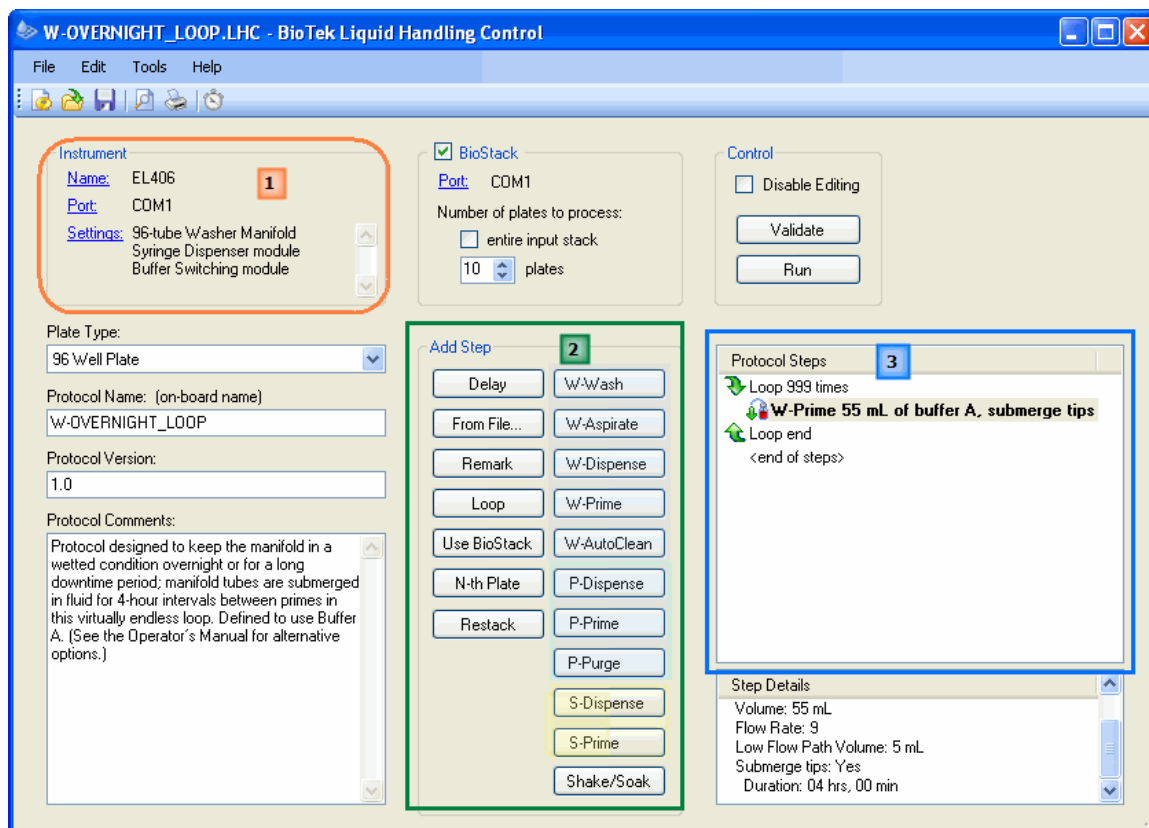 W-OVERNIGHT_LOOP.LHC - BioTek Liquid Handling Control
File Edit Tools Help
Instrument
1
Name: EL406
Port: COM1
Settings: 96-tube Washer Manifold
Syringe Dispenser module
Buffer Switching module
BioStack
Port: COM1
Number of plates to process:
entire input stack
10 plates
Control
Disable Editing
Validate
Run
Plate Type:
96 Well Plate
Protocol Name: (on-board name)
W-OVERNIGHT_LOOP
Protocol Version:
1.0
Protocol Comments:
Protocol designed to keep the manifold in a
wetted condition overnight or for a long
downtime period; manifold tubes are submerged
in fluid for 4-hour intervals between primes in
this virtually endless loop. Defined to use Buffer
A. (See the Operator's Manual for alternative
options.)
Add Step
2
Delay
From File...
Remark
Loop
Use BioStack
N-th Plate
Restack
W-Wash
W-Aspirate
W-Dispense
W-Prime
W-AutoClean
P-Dispense
P-Prime
P-Purge
S-Dispense
S-Prime
Shake/Soak
Protocol Steps
3
Loop 999 times
W-Prime 55 mL of buffer A, submerge tips
Loop end
<end of steps>
Step Details
Volume: 55 mL
Flow Rate: 9
Low Flow Path Volume: 5 mL
Submerge tips: Yes
Duration: 04 hrs, 00 min